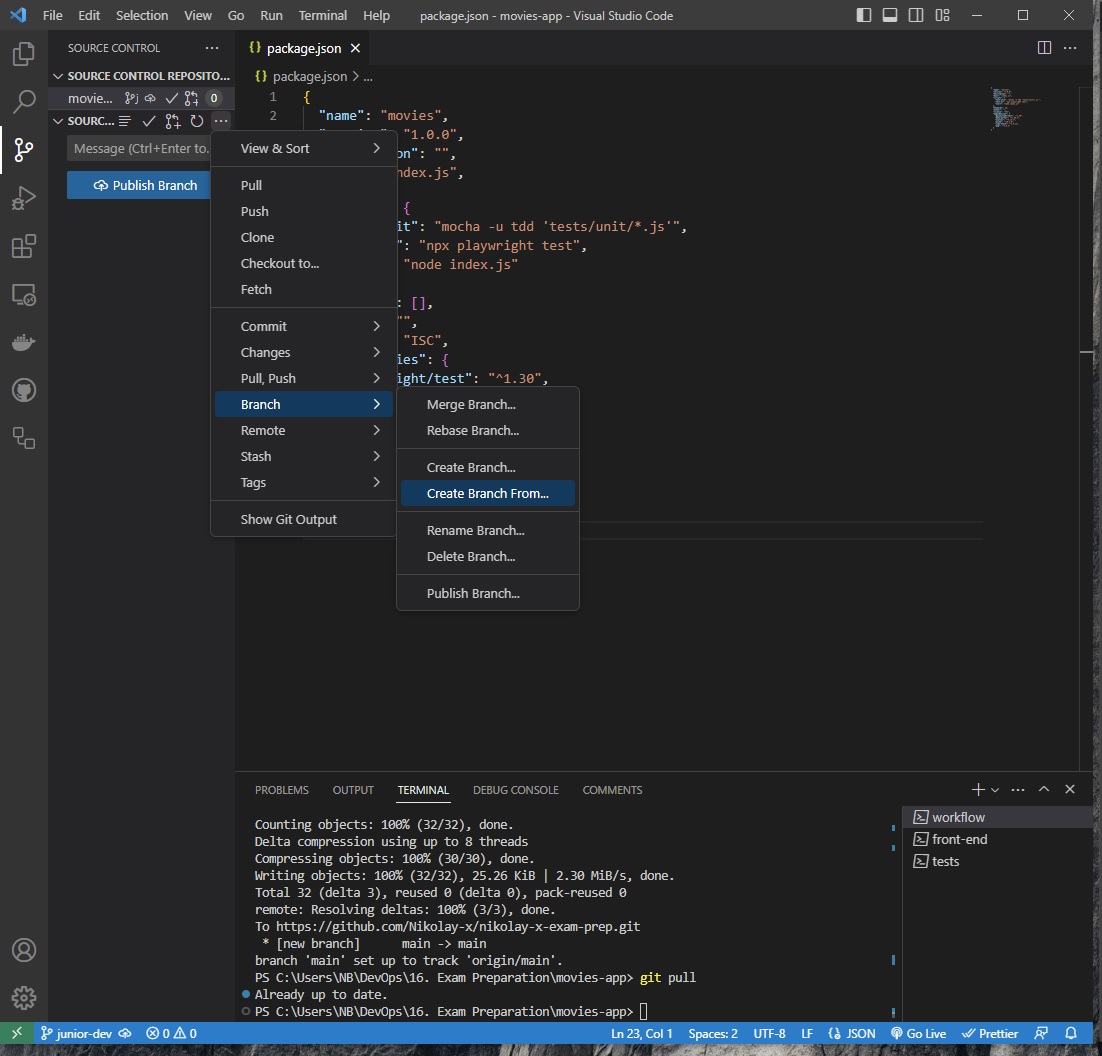 File Edit Selection View Go Run Terminal Help package.json - movies-app - Visual Studio Code
SOURCE CONTROL
SOURCE CONTROL REPOSITO...
movie... 0
SOURC...
Message (Ctrl+Enter to.
Publish Branch
View & Sort
Pull
Push
Clone
Checkout to...
Fetch
Commit
Changes
Pull, Push
Branch
Remote
Stash
Tags
Show Git Output
Merge Branch...
Rebase Branch...
Create Branch...
Create Branch From...
Rename Branch...
Delete Branch...
Publish Branch...
{} package.json
{} package.json > ...
1 {
2 "name": "movies",
"1.0.0",
on": "",
ndex.js",
{
it": "mocha -u tdd 'tests/unit/*.js'",
": "npx playwright test",
"node index.js"
: [],
"",
"ISC",
ies": {
ight/test": "^1.30",
PROBLEMS OUTPUT TERMINAL DEBUG CONSOLE COMMENTS
Counting objects: 100% (32/32), done.
Delta compression using up to 8 threads
Compressing objects: 100% (30/30), done.
Writing objects: 100% (32/32), 25.26 KiB | 2.30 MiB/s, done.
Total 32 (delta 3), reused 0 (delta 0), pack-reused 0
remote: Resolving deltas: 100% (3/3), done.
To https://github.com/Nikolay-x/nikolay-x-exam-prep.git
* [new branch] main -> main
branch 'main' set up to track 'origin/main'.
PS C:\Users\NB\DevOps\16. Exam Preparation\movies-app> git pull
Already up to date.
PS C:\Users\NB\DevOps\16. Exam Preparation\movies-app>
workflow
front-end
tests
junior-dev 0 0 Ln 23, Col 1 Spaces: 2 UTF-8 LF {} JSON Go Live Prettier